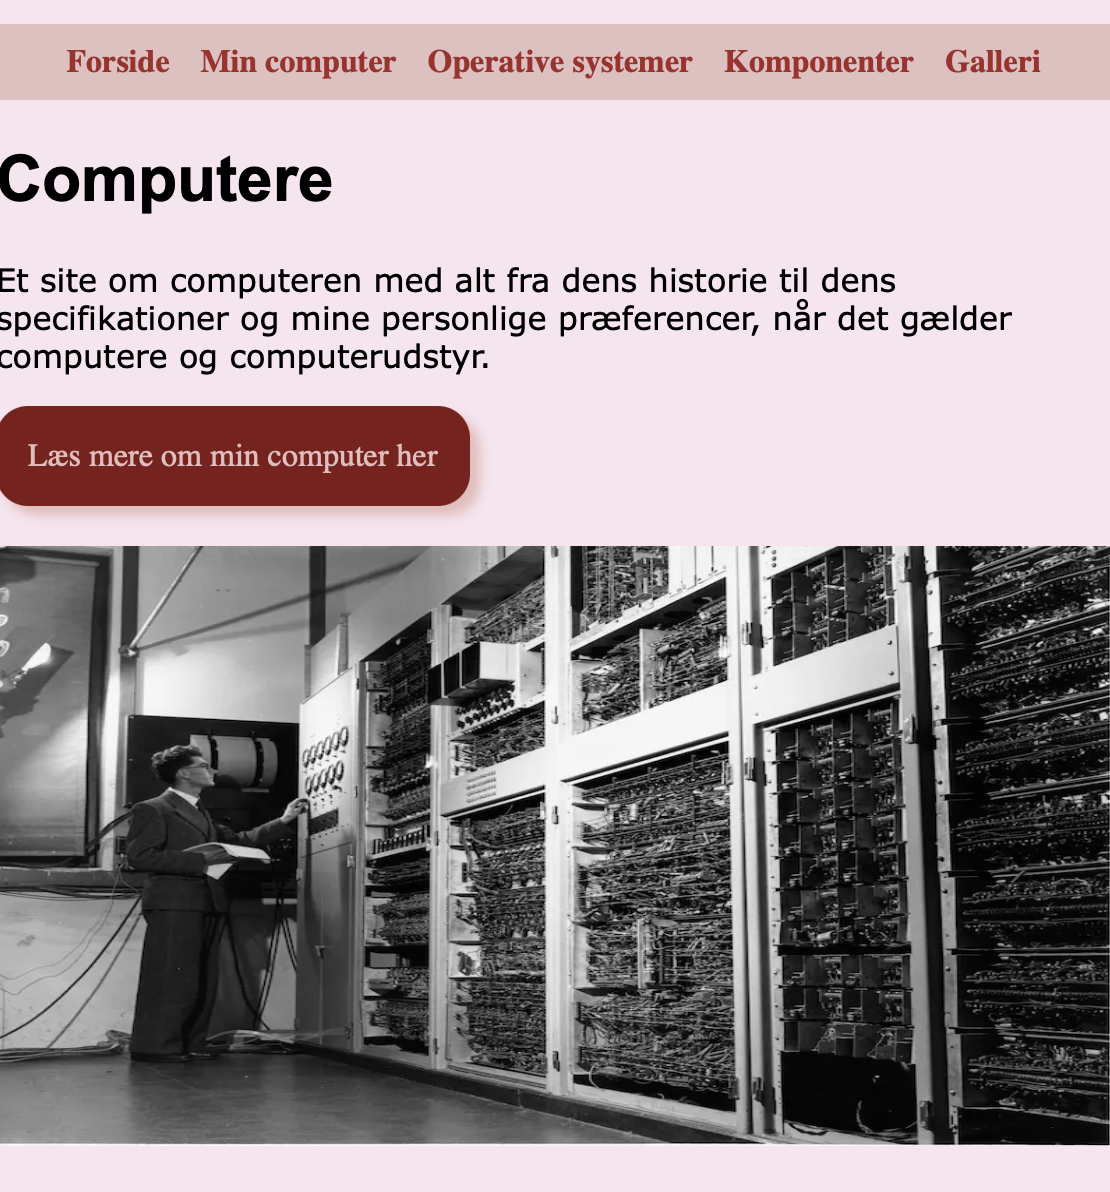 Forside Min computer Operative systemer Komponenter Galleri
Computere
Et site om computeren med alt fra dens historie til dens
specifikationer og mine personlige præferencer, når det gælder
computere og computerudstyr.
Læs mere om min computer her